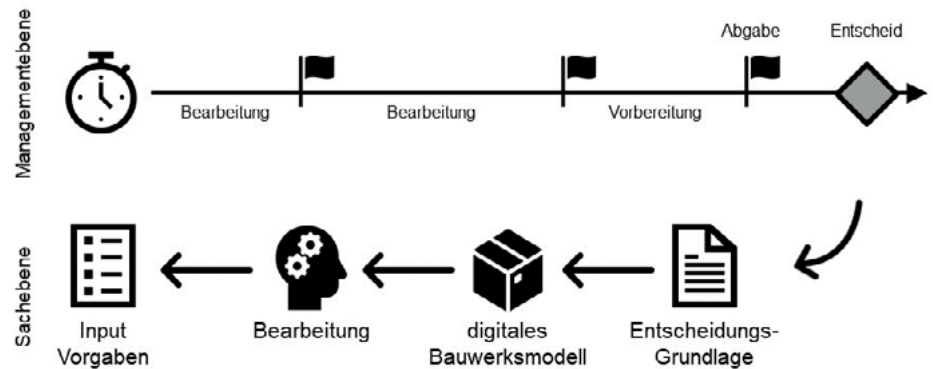 Managementebene
Abgabe
Entscheid
Bearbeitung
Bearbeitung
Vorbereitung
Sachebene
Input
Vorgaben
Bearbeitung
digitales
Bauwerksmodell
Entscheidungs-
Grundlage